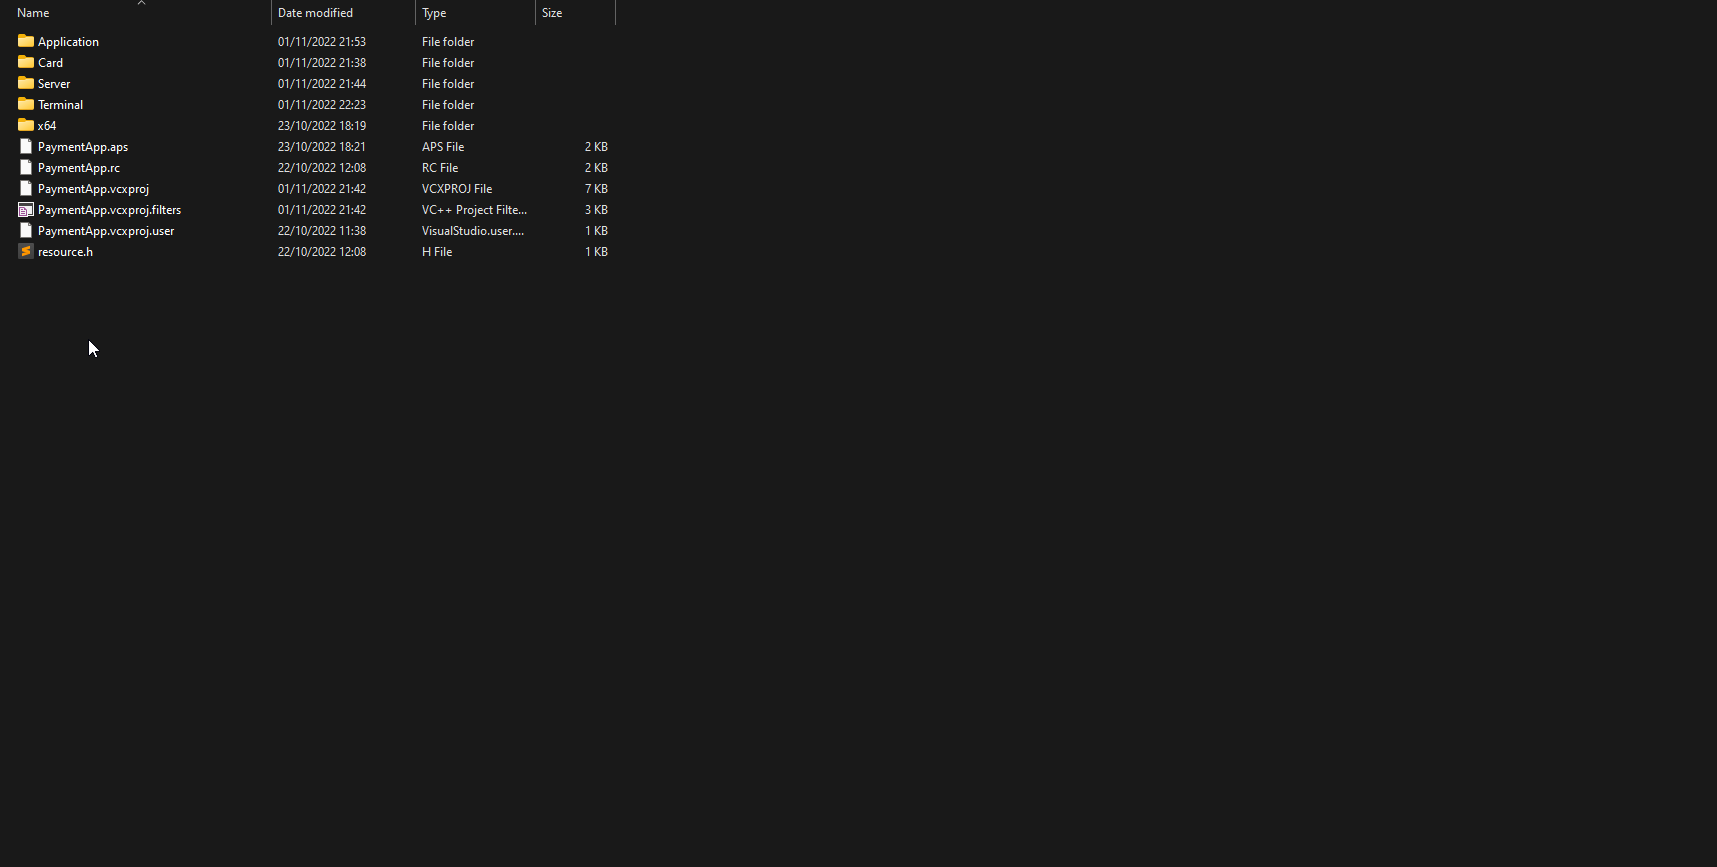 Name Date modified Type Size
Application 01/11/2022 21:53 File folder
Card 01/11/2022 21:38 File folder
Server 01/11/2022 21:44 File folder
Terminal 01/11/2022 22:23 File folder
x64 23/10/2022 18:19 File folder
PaymentApp.aps 23/10/2022 18:21 APS File 2 KB
PaymentApp.rc 22/10/2022 12:08 RC File 2 KB
PaymentApp.vcxproj 01/11/2022 21:42 VCXPROJ File 7 KB
PaymentApp.vcxproj.filters 01/11/2022 21:42 VC++ Project Filte... 3 KB
PaymentApp.vcxproj.user 22/10/2022 11:38 VisualStudio.user.... 1 KB
resource.h 22/10/2022 12:08 H File 1 KB